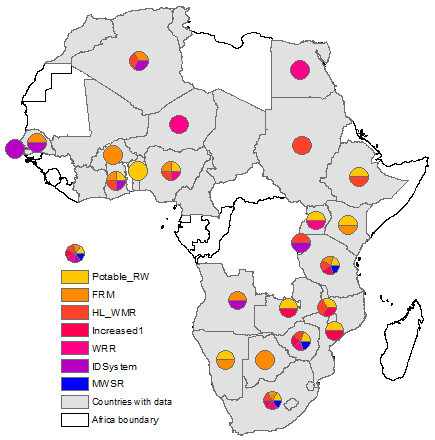 Potable_RW
FRM
HL_WMR
Increased1
WRR
IDSystem
MWSR
Countries with data
Africa boundary